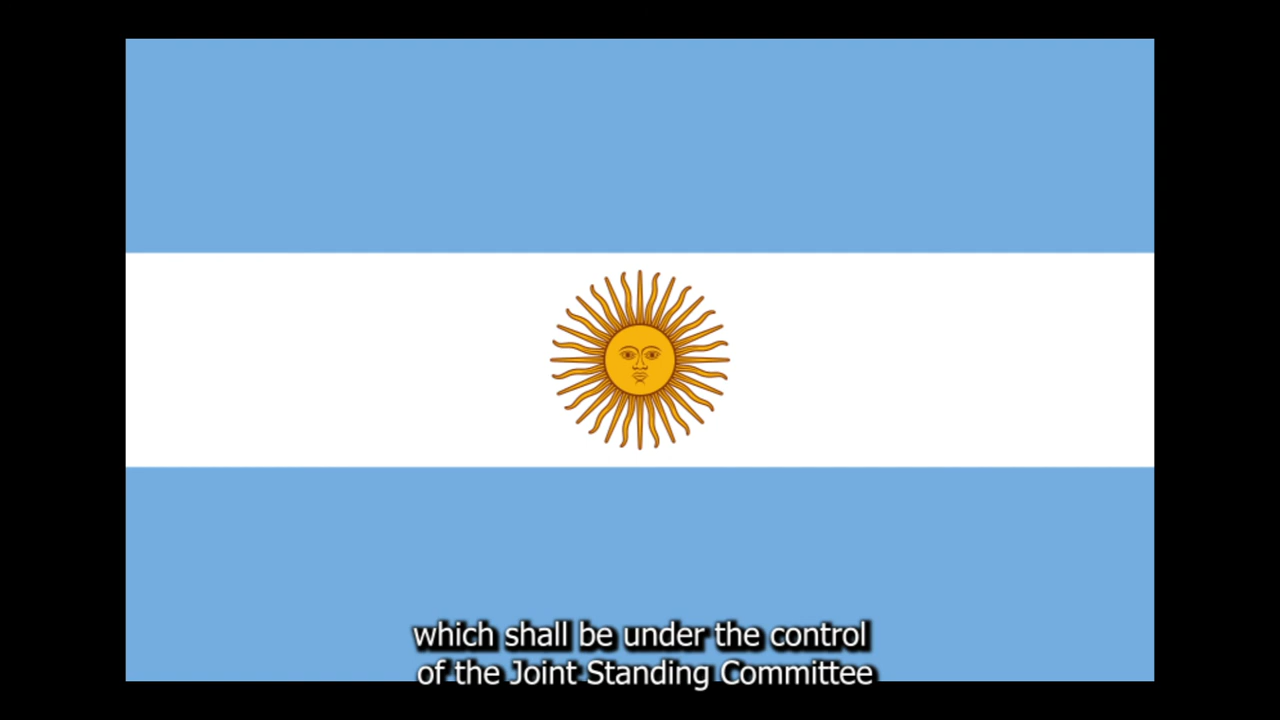 which shall be under the control
of the Joint Standing Committee